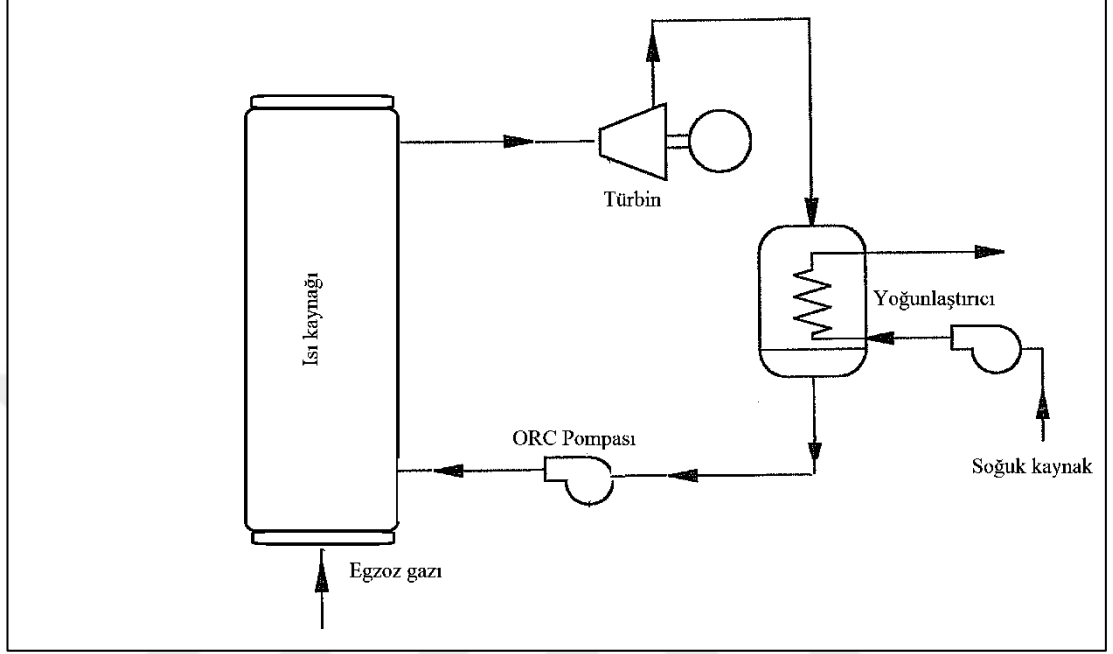 Türbin
Isı kaynağı
Yoğunlaştırıcı
ORC Pompası
Soğuk kaynak
Egzoz gazı